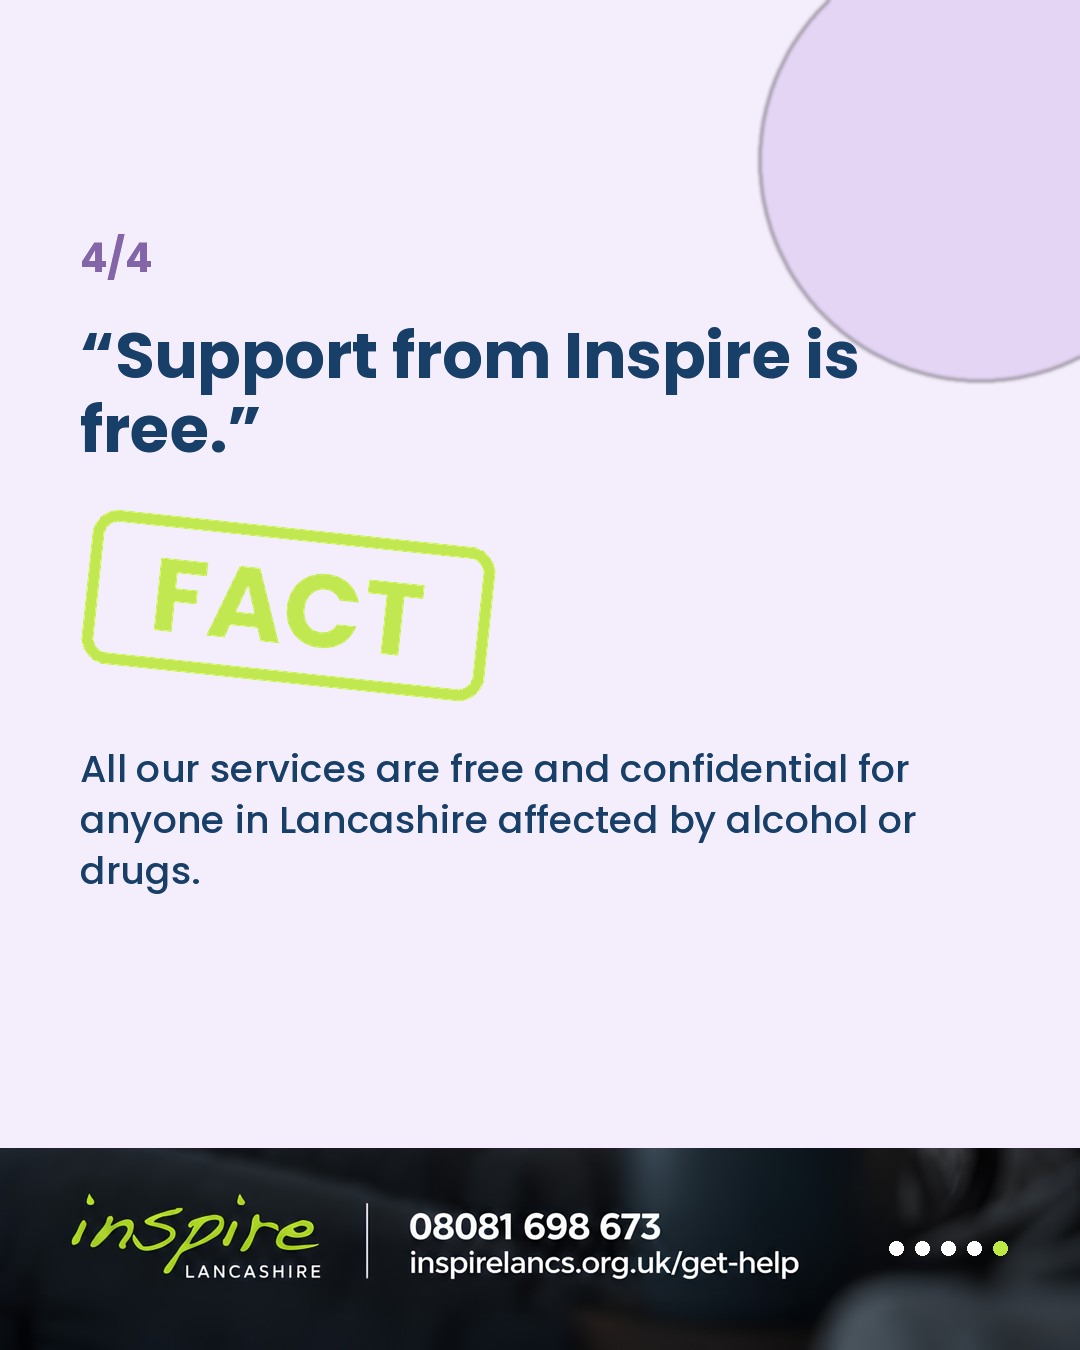 4/4
“Support from Inspire is
free.”
FACT
All our services are free and confidential for
anyone in Lancashire affected by alcohol or
drugs.
inspire
LANCASHIRE
08081 698 673
inspirelancs.org.uk/get-help